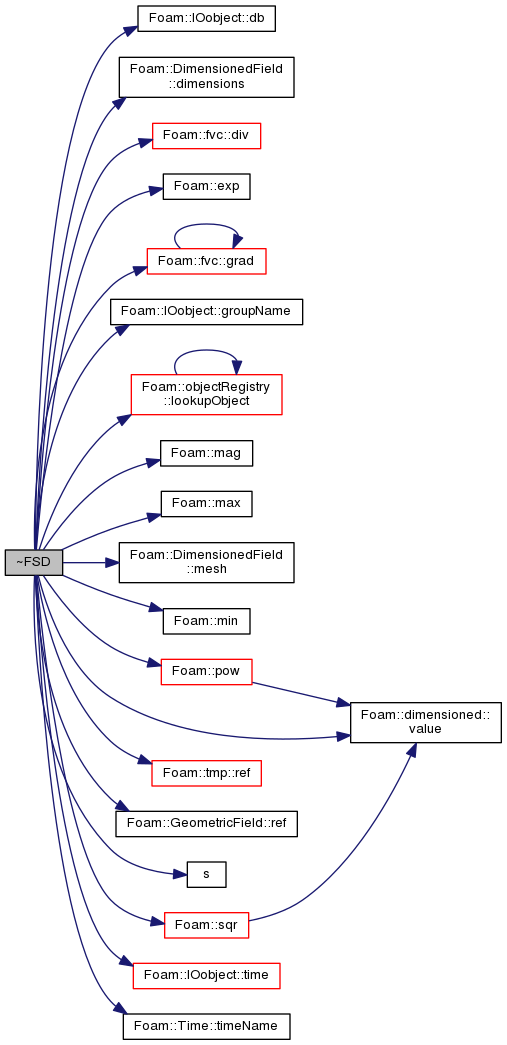 Foam::IOobject::db
Foam::DimensionedField
::dimensions
Foam::fvc::div
Foam::exp
Foam::fvc::grad
Foam::IOobject::groupName
Foam::objectRegistry
::lookupObject
Foam::mag
Foam::max
~FSD
Foam::DimensionedField
::mesh
Foam::min
Foam::pow
Foam::dimensioned::
value
Foam::tmp::ref
Foam::GeometricField::ref
s
Foam::sqr
Foam::IOobject::time
Foam::Time::timeName